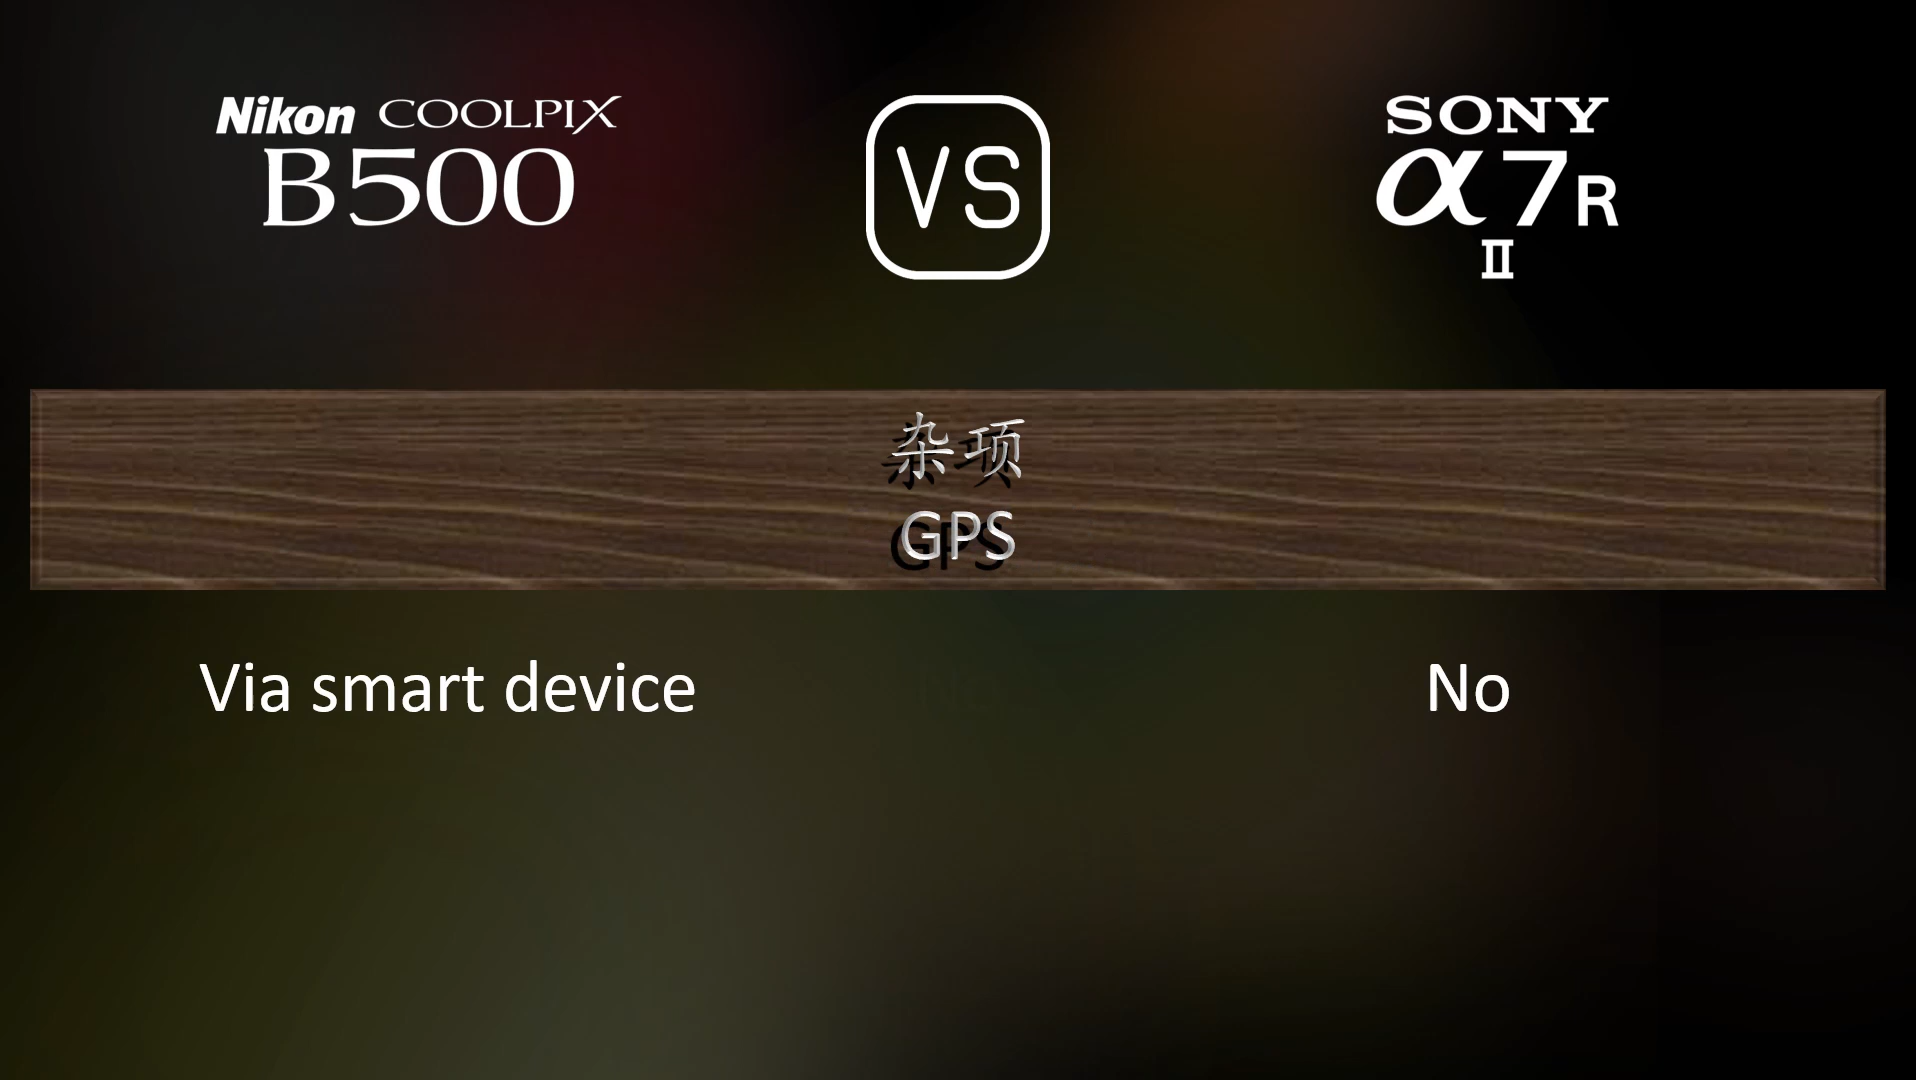 Nikon COOLPIX
B500
VS
SONY
α7R
II
杂项
GPS
Via smart device
No